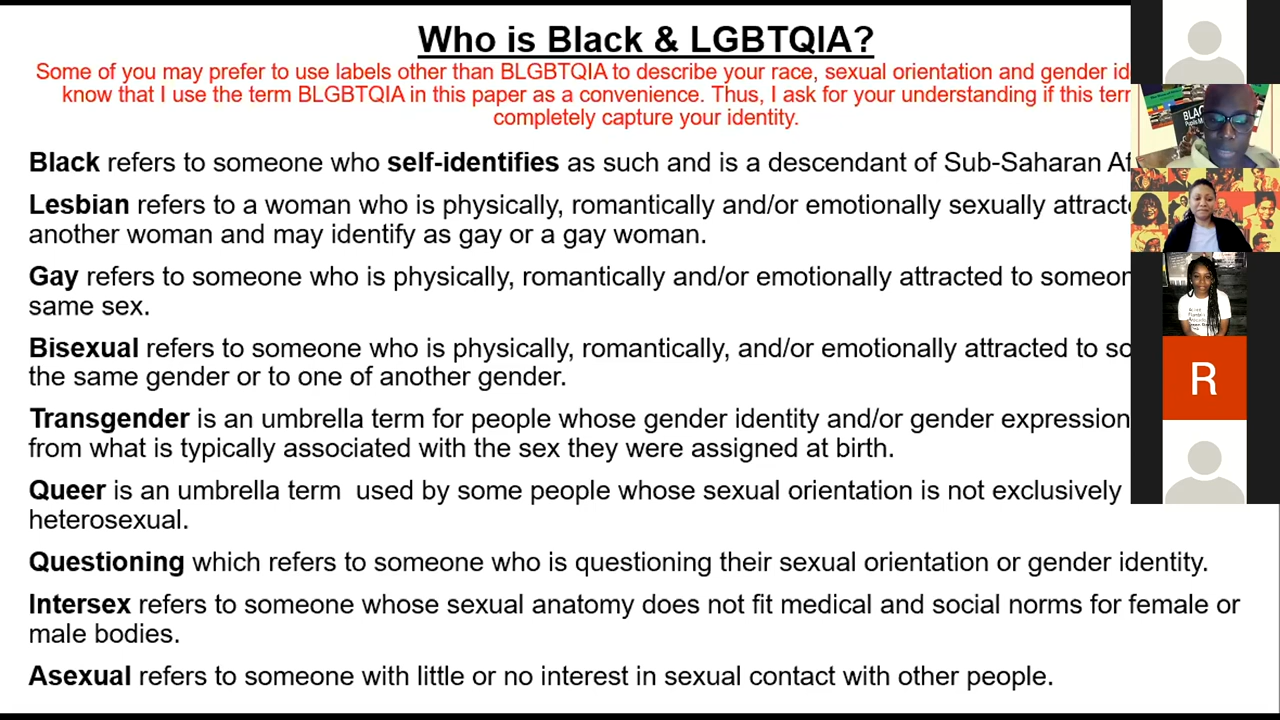 Who is Black & LGBTQIA?
Some of you may prefer to use labels other than BLGBTQIA to describe your race, sexual orientation and gender
know that I use the term BLGBTQIA in this paper as a convenience. Thus, I ask for your understanding if this
completely capture your identity.
Black refers to someone who self-identifies as such and is a descendant of Sub-Saharan
Lesbian refers to a woman who is physically, romantically and/or emotionally sexually
another woman and may identify as gay or a gay woman.
Gay refers to someone who is physically, romantically and/or emotionally attracted to
same sex.
Bisexual refers to someone who is physically, romantically, and/or emotionally attracted to
the same gender or to one of another gender.
Transgender is an umbrella term for people whose gender identity and/or gender expression
from what is typically associated with the sex they were assigned at birth.
Queer is an umbrella term used by some people whose sexual orientation is not exclusively
heterosexual.
Questioning which refers to someone who is questioning their sexual orientation or gender identity.
Intersex refers to someone whose sexual anatomy does not fit medical and social norms for female or
male bodies.
Asexual refers to someone with little or no interest in sexual contact with other people.
R